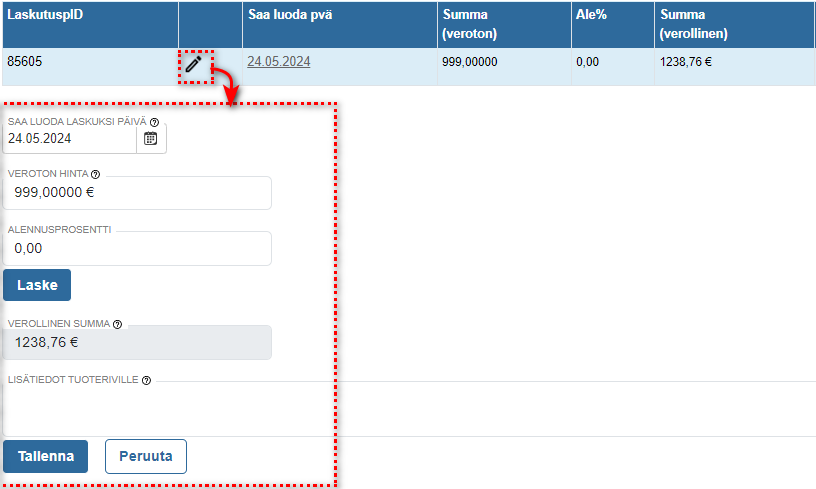 LaskutuspID Saa luoda pvä Summa Ale% Summa
(veroton) (verollinen)
85605 24.05.2024 999,00000 0,00 1238,76 €
SAA LUODA LASKUKSI PÄIVÄ
24.05.2024
VEROTON HINTA
999,00000 €
ALENNUSPROSENTTI
0,00
Laske
VEROLLINEN SUMMA
1238,76 €
LISÄTIEDOT TUOTERIVILLE
Tallenna Peruuta